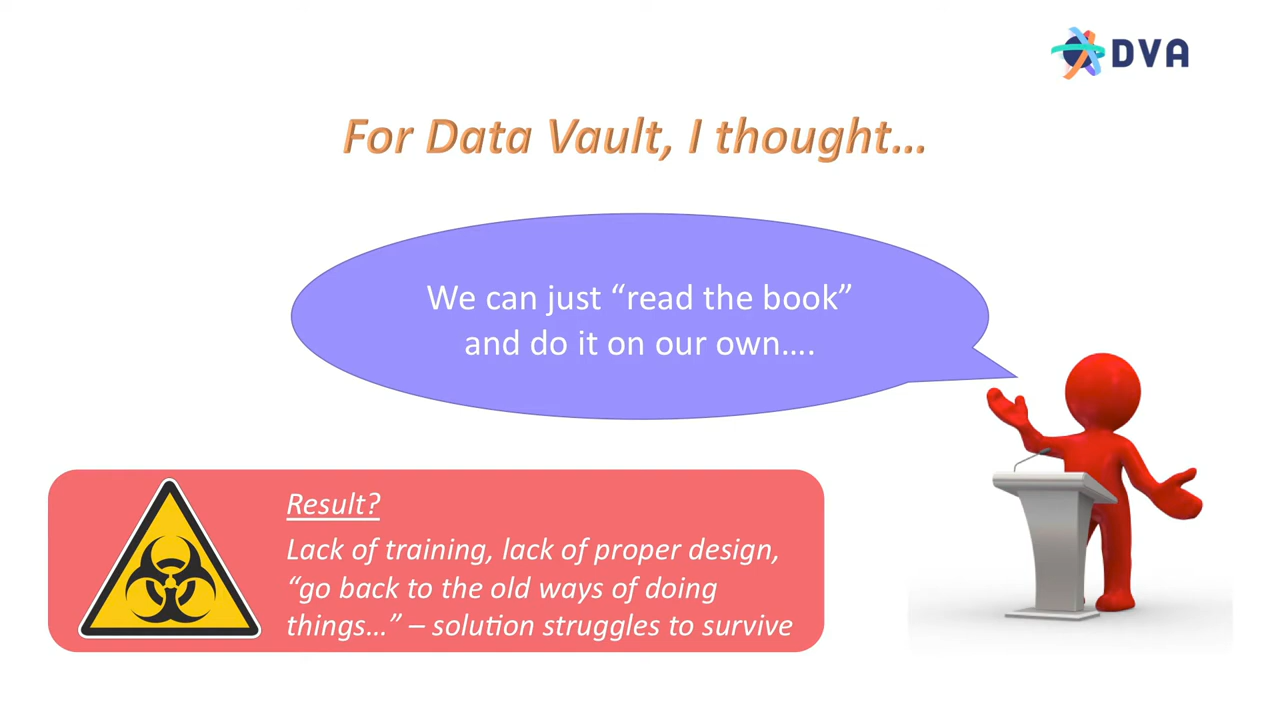 DVA
For Data Vault, I thought…
We can just “read the book”
and do it on our own….
Result?
Lack of training, lack of proper design,
“go back to the old ways of doing
things…” – solution struggles to survive